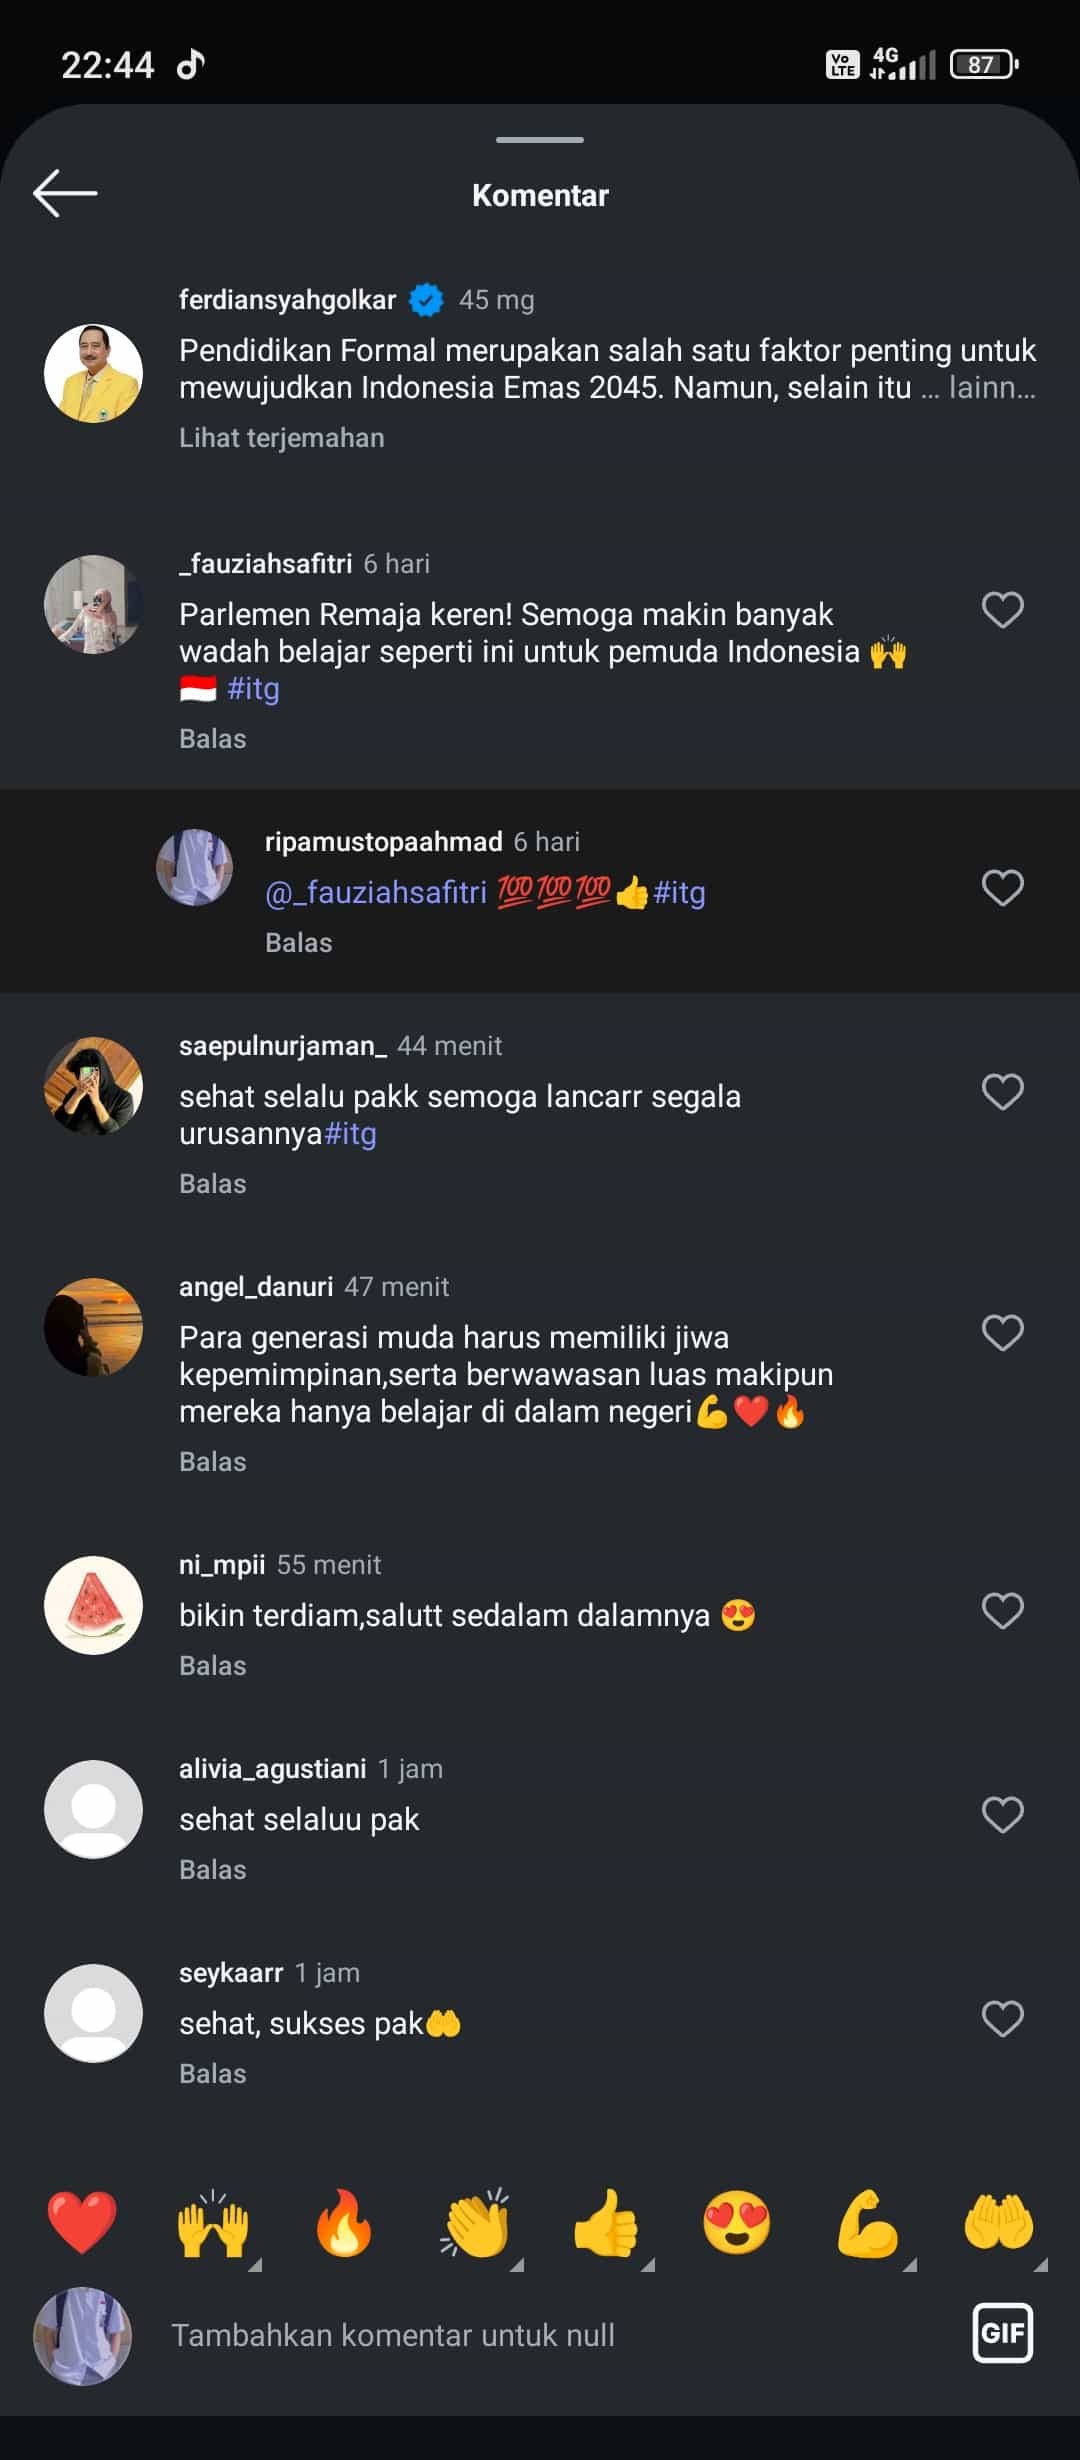 22:44
Vo LTE 4G 87
Komentar
ferdiansyahgolkar 45 mg
Pendidikan Formal merupakan salah satu faktor penting untuk
mewujudkan Indonesia Emas 2045. Namun, selain itu ... lainn...
Lihat terjemahan
_fauziahsafitri 6 hari
Parlemen Remaja keren! Semoga makin banyak
wadah belajar seperti ini untuk pemuda Indonesia 🙌
🇮🇩 #itg
Balas
ripamustopaahmad 6 hari
@_fauziahsafitri 💯💯💯👍#itg
Balas
saepulnurjaman_ 44 menit
sehat selalu pakk semoga lancarr segala
urusannya#itg
Balas
angel_danuri 47 menit
Para generasi muda harus memiliki jiwa
kepemimpinan,serta berwawasan luas makipun
mereka hanya belajar di dalam negeri💪❤️🔥
Balas
ni_mpii 55 menit
bikin terdiam,salutt sedalam dalamnya 😍
Balas
alivia_agustiani 1 jam
sehat selaluu pak
Balas
seykaarr 1 jam
sehat, sukses pak🤲
Balas
❤️🙌🔥👏👍😍💪🤲
Tambahkan komentar untuk null
GIF